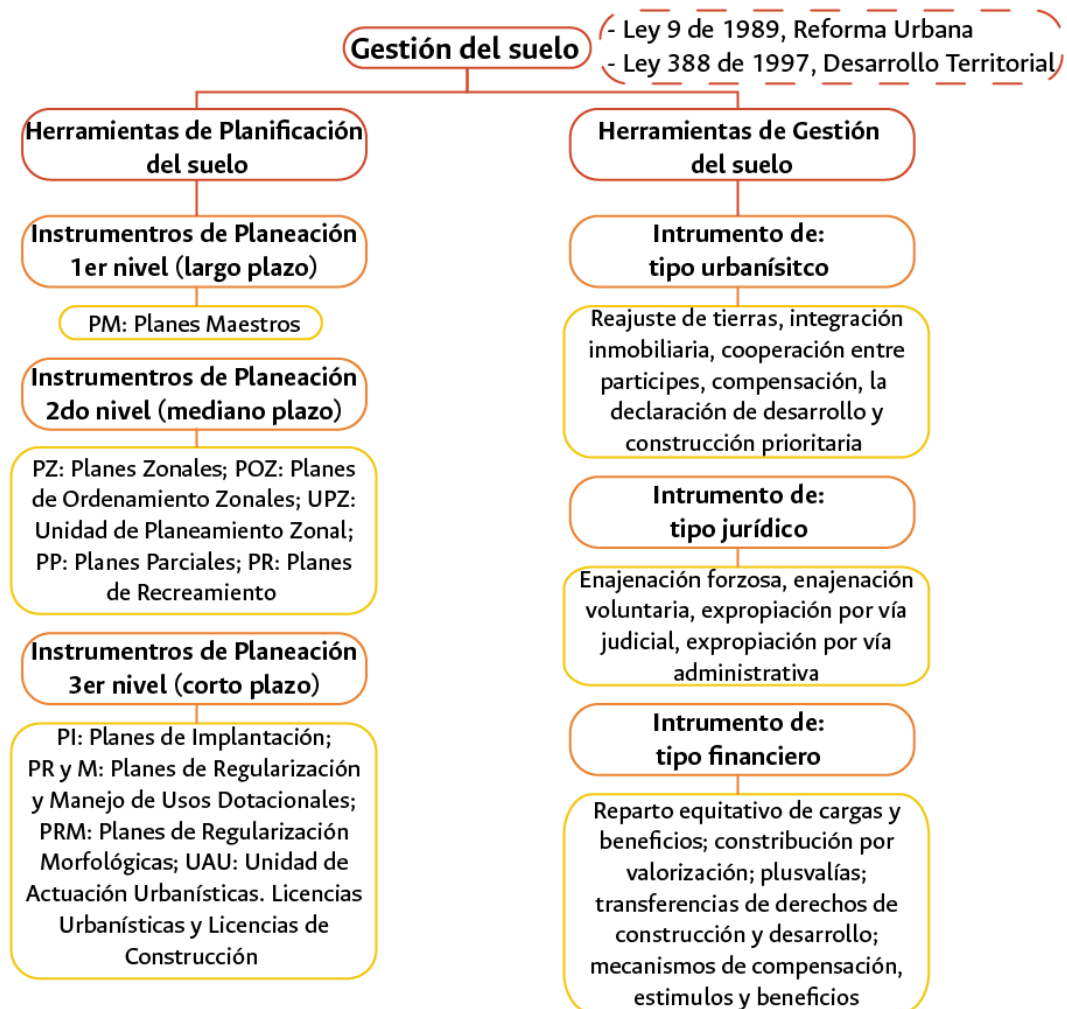 Gestión del suelo
- Ley 9 de 1989, Reforma Urbana
- Ley 388 de 1997, Desarrollo Territorial
Herramientas de Planificación
del suelo
Instrumentros de Planeación
1er nivel (largo plazo)
PM: Planes Maestros
Instrumentros de Planeación
2do nivel (mediano plazo)
PZ: Planes Zonales; POZ: Planes
de Ordenamiento Zonales; UPZ:
Unidad de Planeamiento Zonal;
PP: Planes Parciales; PR: Planes
de Recreamiento
Instrumentros de Planeación
3er nivel (corto plazo)
PI: Planes de Implantación;
PR y M: Planes de Regularización
y Manejo de Usos Dotacionales;
PRM: Planes de Regularización
Morfológicas; UAU: Unidad de
Actuación Urbanísticas. Licencias
Urbanísticas y Licencias de
Construcción
Herramientas de Gestión
del suelo
Intrumento de:
tipo urbanísitco
Reajuste de tierras, integración
inmobiliaria, cooperación entre
participes, compensación, la
declaración de desarrollo y
construcción prioritaria
Intrumento de:
tipo jurídico
Enajenación forzosa, enajenación
voluntaria, expropiación por vía
judicial, expropiación por vía
administrativa
Intrumento de:
tipo financiero
Reparto equitativo de cargas y
beneficios; constribución por
valorización; plusvalías;
transferencias de derechos de
construcción y desarrollo;
mecanismos de compensación,
estimulos y beneficios